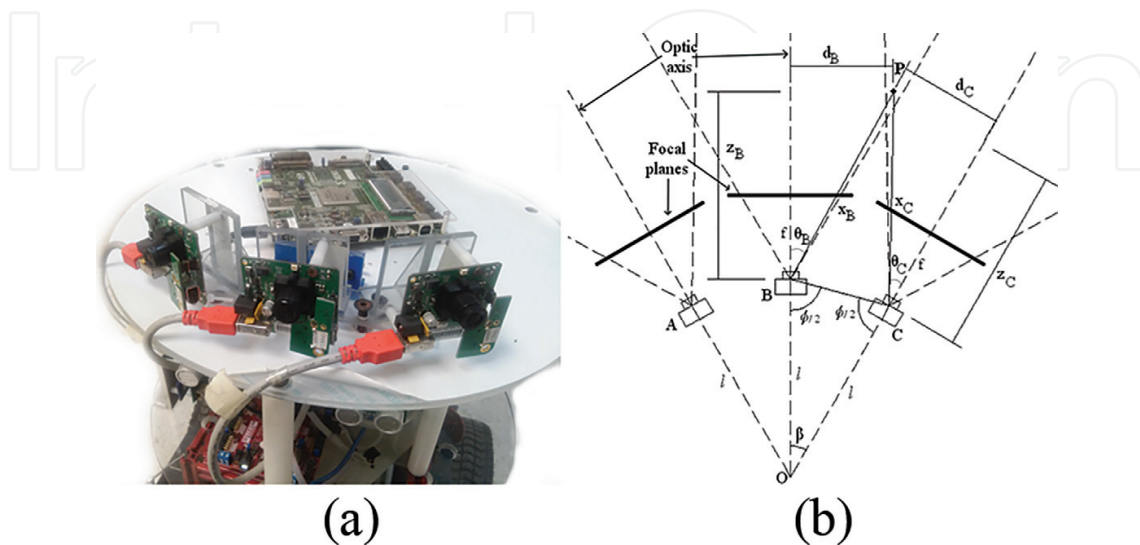 Optic
axis
d_B
P
d_C
z_B
Focal
planes
x_B
x_C
f θ_B
θ_C/f
z_C
B
A
ϕ/2
ϕ/2
C
l
l
l
β
O
(a)
(b)